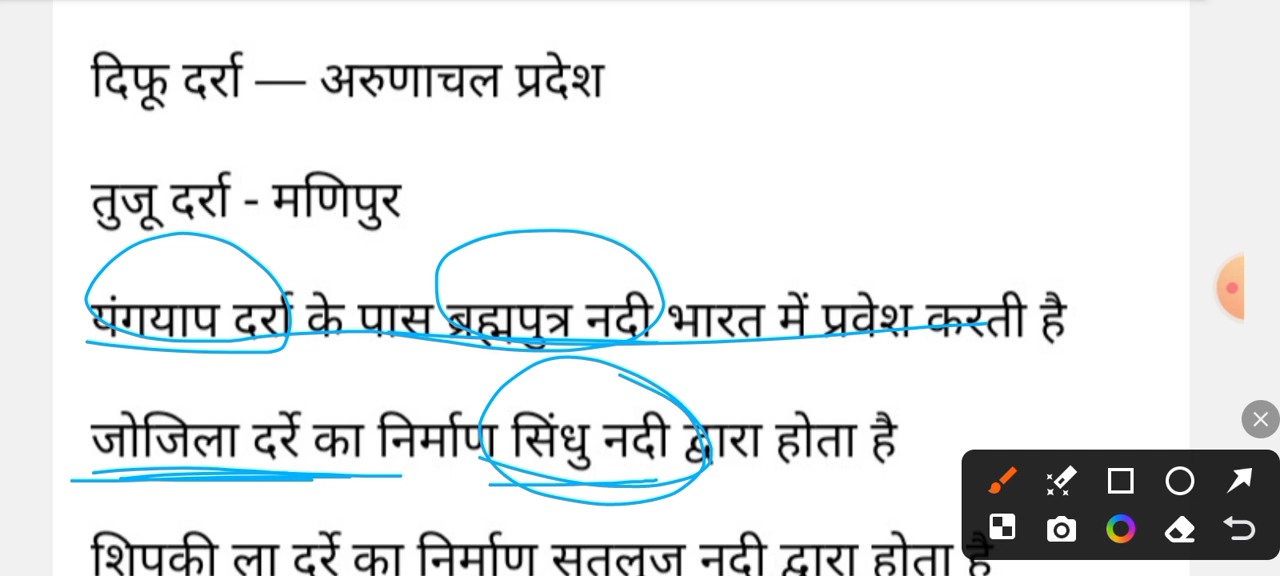 दिफू दर्रा — अरुणाचल प्रदेश
तुजू दर्रा - मणिपुर
यंगयाप दर्रा के पास ब्रह्मपुत्र नदी भारत में प्रवेश करती है
जोजिला दर्रे का निर्माण सिंधु नदी द्वारा होता है
शिपकी ला दर्रे का निर्माण सतलज नदी द्वारा होता है